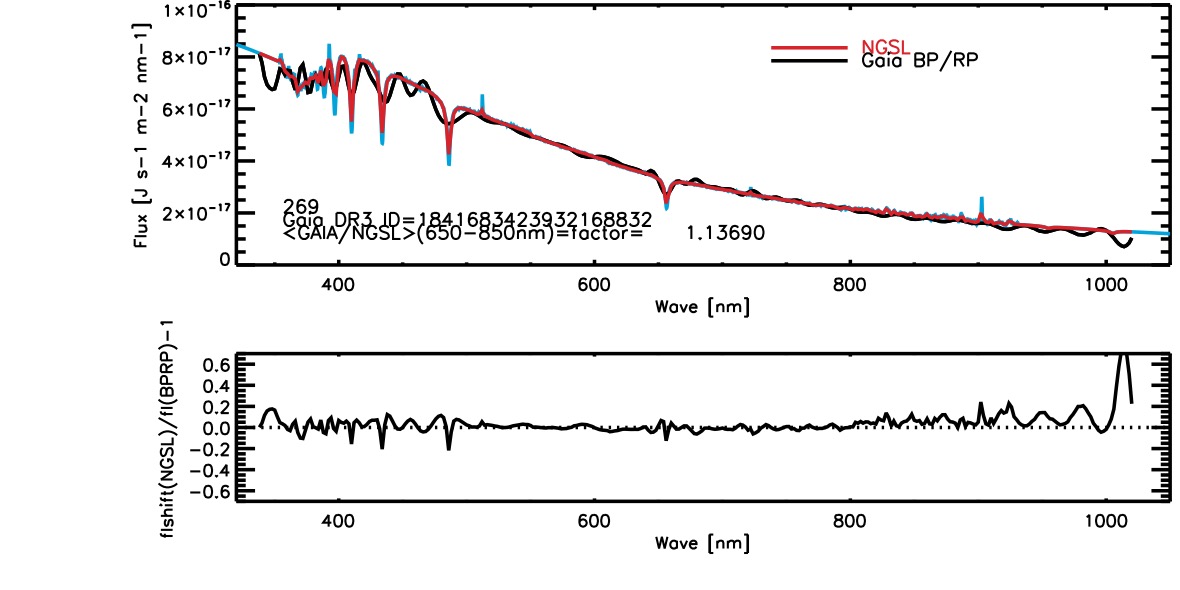 1×10−16
8×10−17
6×10−17
4×10−17
2×10−17
0
Flux [J s−1 m−2 nm−1]
NGSL
Gaia BP/RP
269
Gaia DR3 ID=1841683423932168832
<GAIA/NGSL>(650−850nm)=factor= 1.13690
400 600 800 1000
Wave [nm]
flshift(NGSL)/fl(BPRP)−1
0.6
0.4
0.2
0.0
−0.2
−0.4
−0.6
400 600 800 1000
Wave [nm]